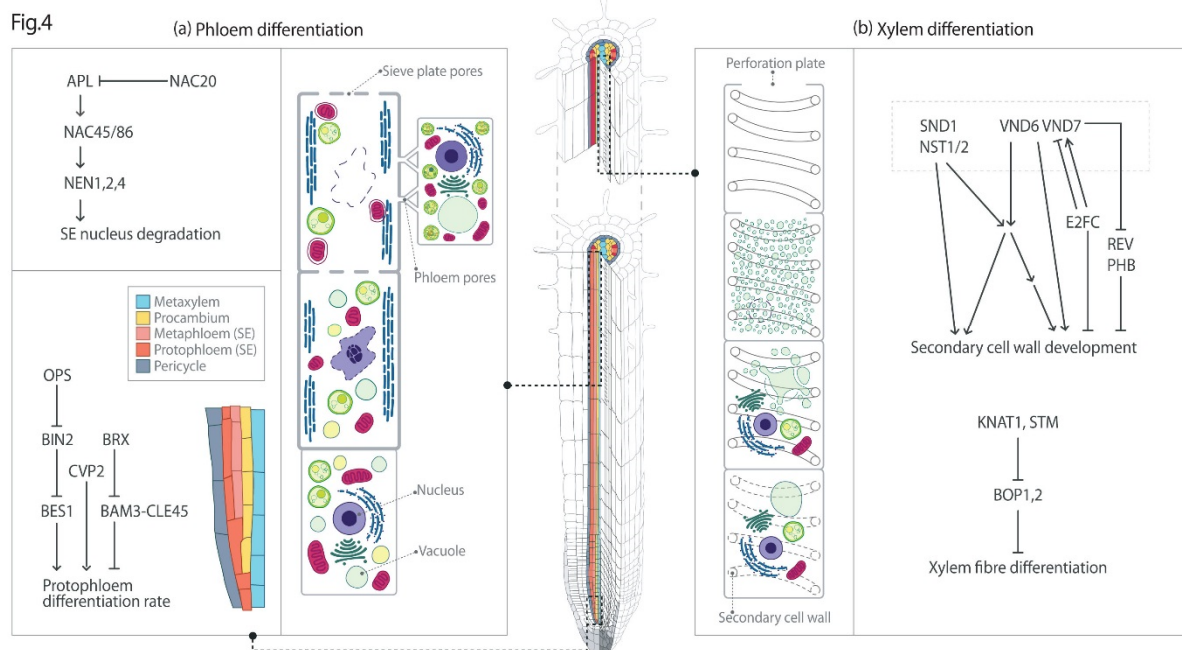 Fig.4
(a) Phloem differentiation
APL
NAC20
NAC45/86
NEN1,2,4
SE nucleus degradation
Metaxylem
Procambium
Metaphloem (SE)
Protophloem (SE)
Pericycle
OPS
BIN2
BRX
CVP2
BES1
BAM3-CLE45
Protophloem
differentiation rate
Sieve plate pores
Phloem pores
Nucleus
Vacuole
(b) Xylem differentiation
Perforation plate
Secondary cell wall
SND1
NST1/2
VND6
VND7
E2FC
REV
PHB
Secondary cell wall development
KNAT1, STM
BOP1,2
Xylem fibre differentiation